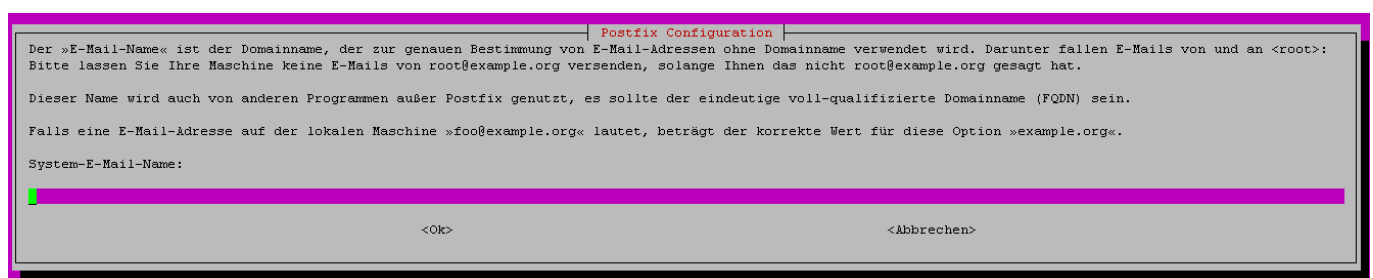 Postfix Configuration
Der »E-Mail-Name« ist der Domainname, der zur genauen Bestimmung von E-Mail-Adressen ohne Domainname verwendet wird. Darunter fallen E-Mails von und an <root>:
Bitte lassen Sie Ihre Maschine keine E-Mails von root@example.org versenden, solange Ihnen das nicht root@example.org gesagt hat.
Dieser Name wird auch von anderen Programmen außer Postfix genutzt, es sollte der eindeutige voll-qualifizierte Domainname (FQDN) sein.
Falls eine E-Mail-Adresse auf der lokalen Maschine »foo@example.org« lautet, beträgt der korrekte Wert für diese Option »example.org«.
System-E-Mail-Name:
<Ok> <Abbrechen>